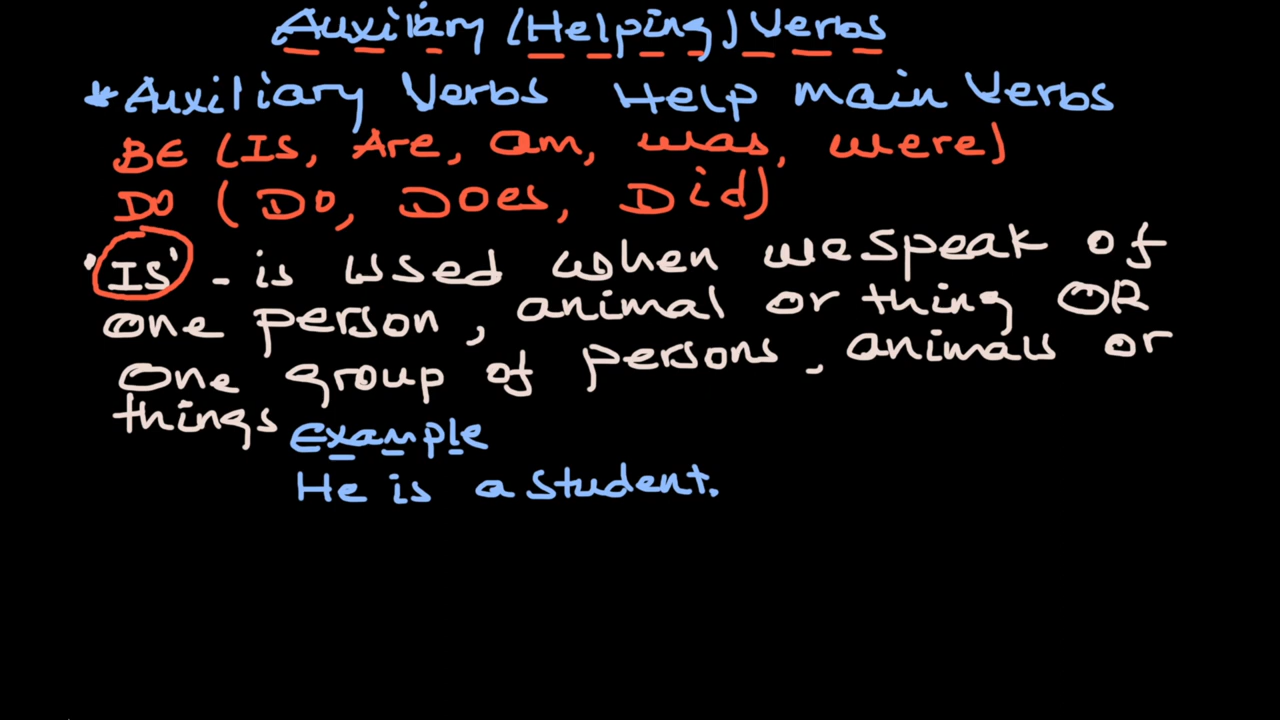 Auxiliary (Helping) Verbs
*Auxiliary Verbs Help main Verbs
BE (Is, Are, am, was, were)
DO (DO, DOes, Did)
'IS' - is used when we speak of
one person, animal or thing OR
One group of persons, animals or
things
Example
He is a student.